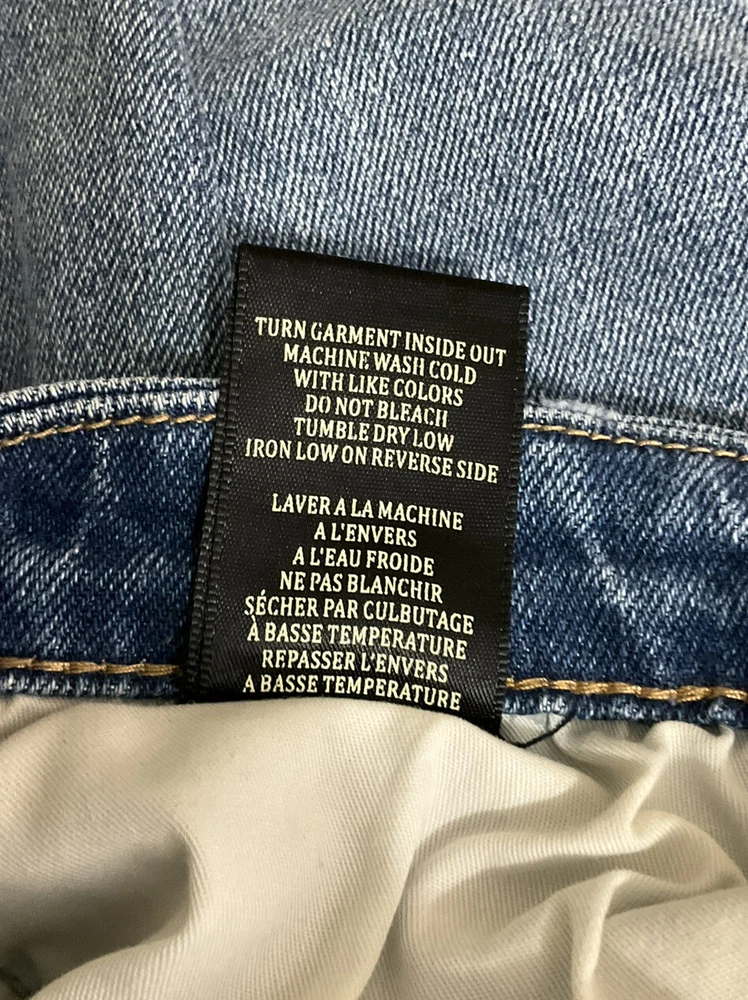 TURN GARMENT INSIDE OUT
MACHINE WASH COLD
WITH LIKE COLORS
DO NOT BLEACH
TUMBLE DRY LOW
IRON LOW ON REVERSE SIDE
LAVER A LA MACHINE
A L'ENVERS
A L'EAU FROIDE
NE PAS BLANCHIR
SÉCHER PAR CULBUTAGE
À BASSE TEMPERATURE
REPASSER L'ENVERS
A BASSE TEMPERATURE